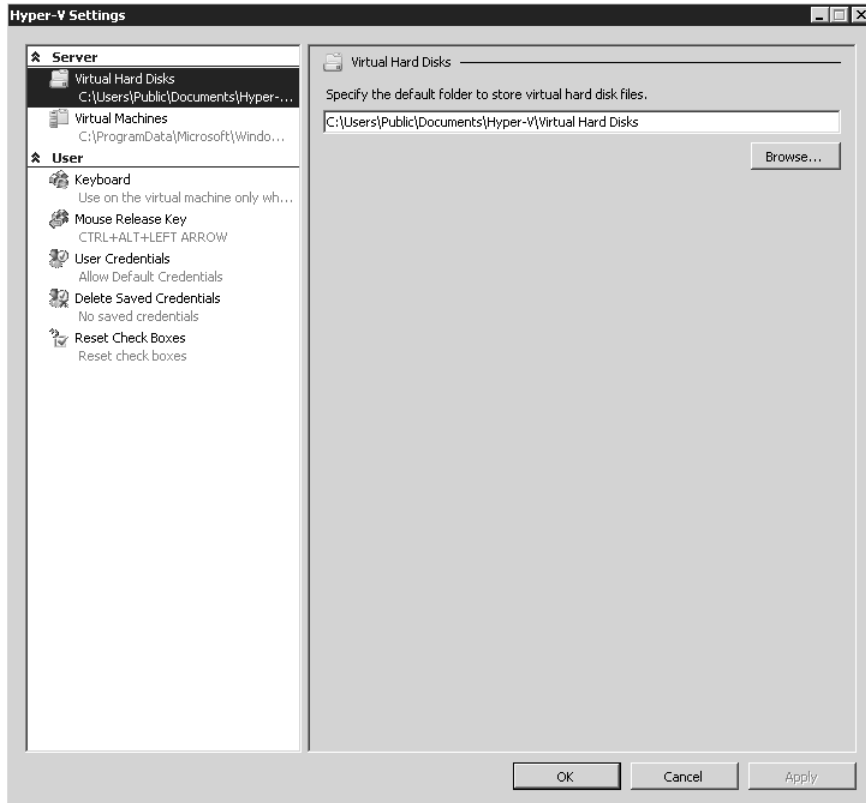 Hyper-V Settings
Server
Virtual Hard Disks
C:\Users\Public\Documents\Hyper-...
Virtual Machines
C:\ProgramData\Microsoft\Windo...
User
Keyboard
Use on the virtual machine only wh...
Mouse Release Key
CTRL+ALT+LEFT ARROW
User Credentials
Allow Default Credentials
Delete Saved Credentials
No saved credentials
Reset Check Boxes
Reset check boxes
Virtual Hard Disks
Specify the default folder to store virtual hard disk files.
C:\Users\Public\Documents\Hyper-V\Virtual Hard Disks
Browse...
OK
Cancel
Apply